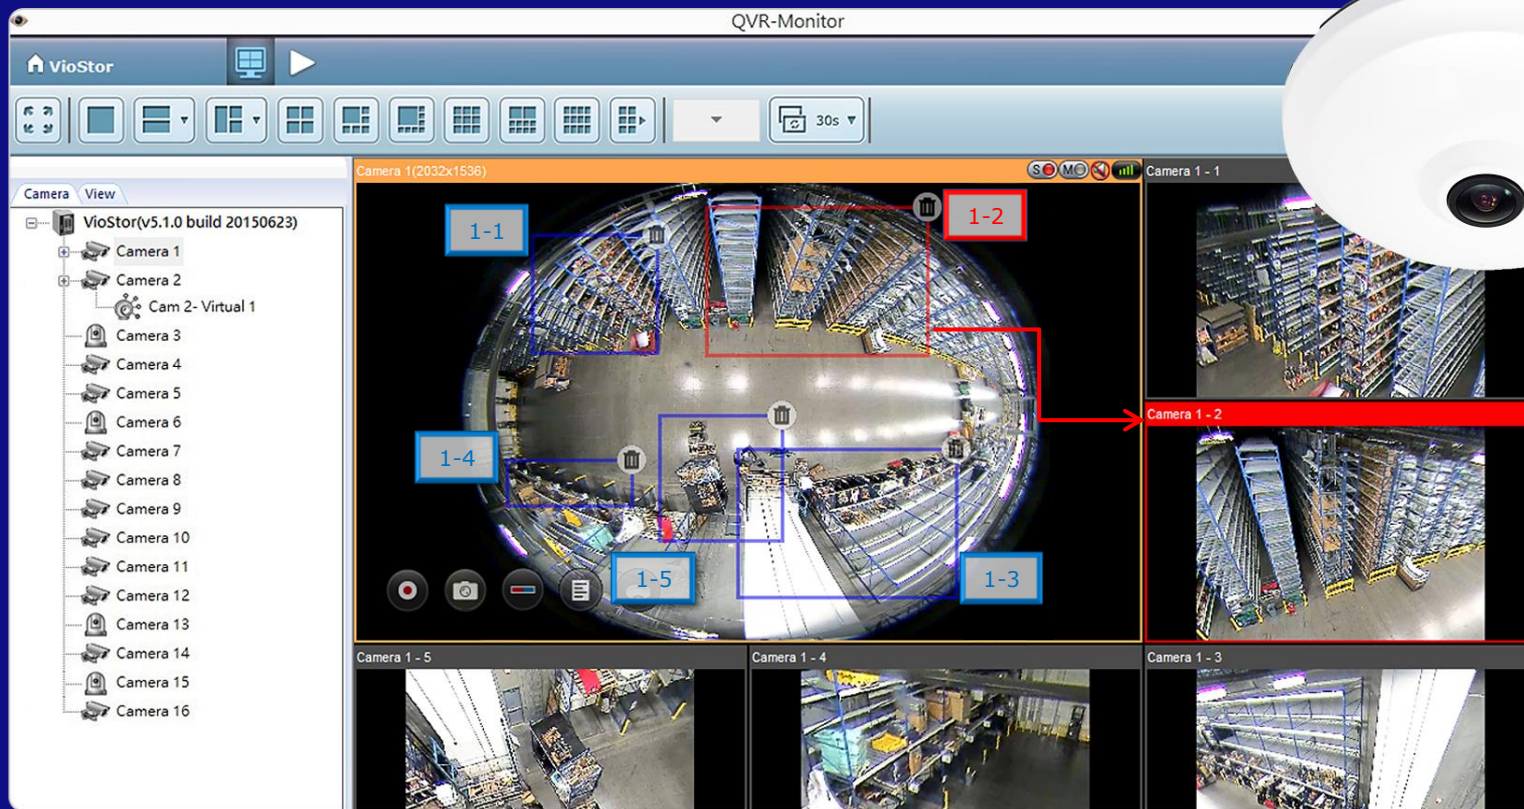 QVR-Monitor
VioStor
30s
Camera View
VioStor(v5.1.0 build 20150623)
Camera 1
Camera 2
Cam 2- Virtual 1
Camera 3
Camera 4
Camera 5
Camera 6
Camera 7
Camera 8
Camera 9
Camera 10
Camera 11
Camera 12
Camera 13
Camera 14
Camera 15
Camera 16
Camera 1(2032x1536)
S M
1-1
1-2
1-4
1-5
1-3
Camera 1 - 1
Camera 1 - 2
Camera 1 - 5
Camera 1 - 4
Camera 1 - 3